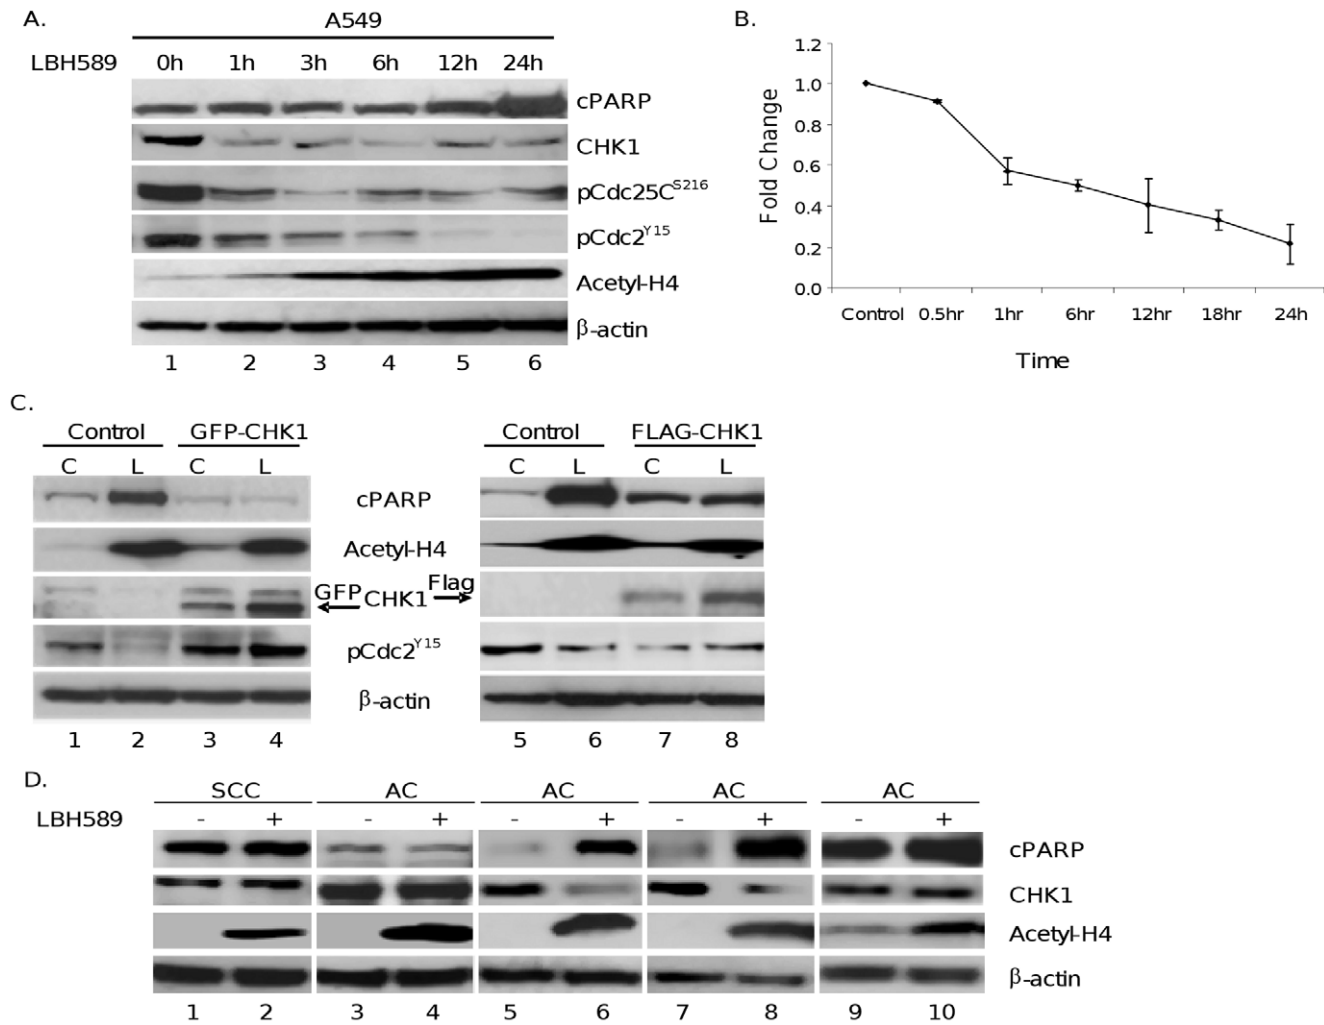 A.
A549
LBH589 0h 1h 3h 6h 12h 24h
cPARP
CHK1
pCdc25C^S216
pCdc2^Y15
Acetyl-H4
β-actin
1 2 3 4 5 6
B.
1.2
1.0
0.8
0.6
0.4
0.2
0.0
Fold Change
Control 0.5hr 1hr 6hr 12hr 18hr 24h
Time
C.
Control GFP-CHK1 Control FLAG-CHK1
C L C L C L C L
cPARP
Acetyl-H4
GFP CHK1 Flag
pCdc2^Y15
β-actin
1 2 3 4 5 6 7 8
D.
SCC AC AC AC AC
LBH589 - + - + - + - + - +
cPARP
CHK1
Acetyl-H4
β-actin
1 2 3 4 5 6 7 8 9 10